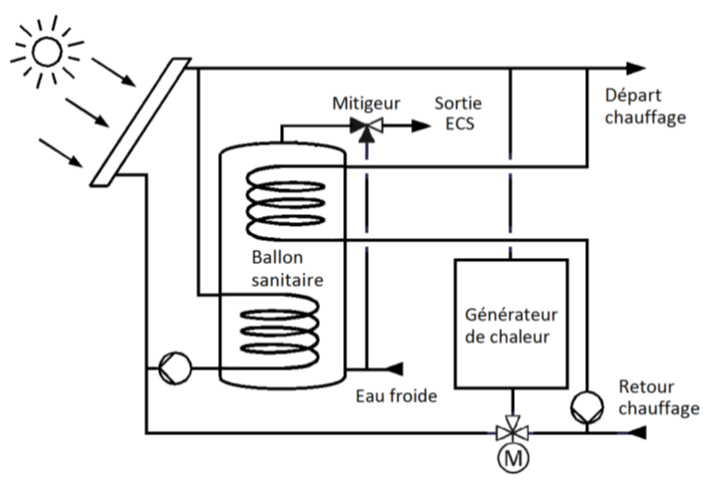 Mitigeur
Sortie
ECS
Départ
chauffage
Ballon
sanitaire
Générateur
de chaleur
Eau froide
Retour
chauffage
M